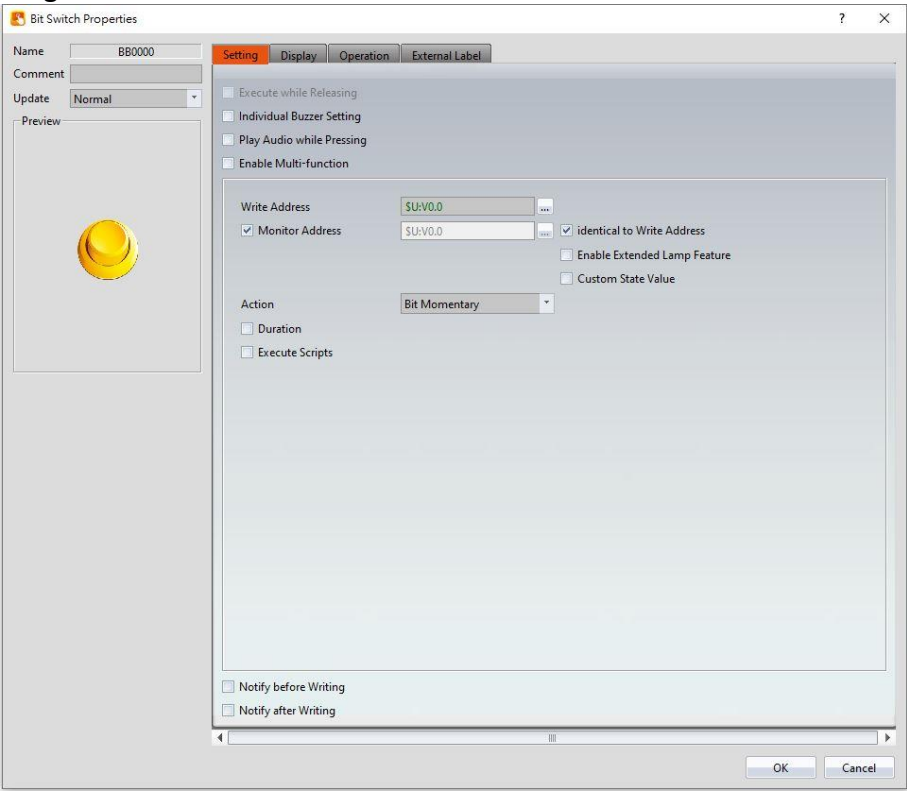 Bit Switch Properties
?
Name BB0000
Comment
Update Normal
Preview
Setting Display Operation External Label
Execute while Releasing
Individual Buzzer Setting
Play Audio while Pressing
Enable Multi-function
Write Address $U:V0.0 ...
Monitor Address $U:V0.0 ... identical to Write Address
Enable Extended Lamp Feature
Custom State Value
Action Bit Momentary
Duration
Execute Scripts
Notify before Writing
Notify after Writing
OK Cancel